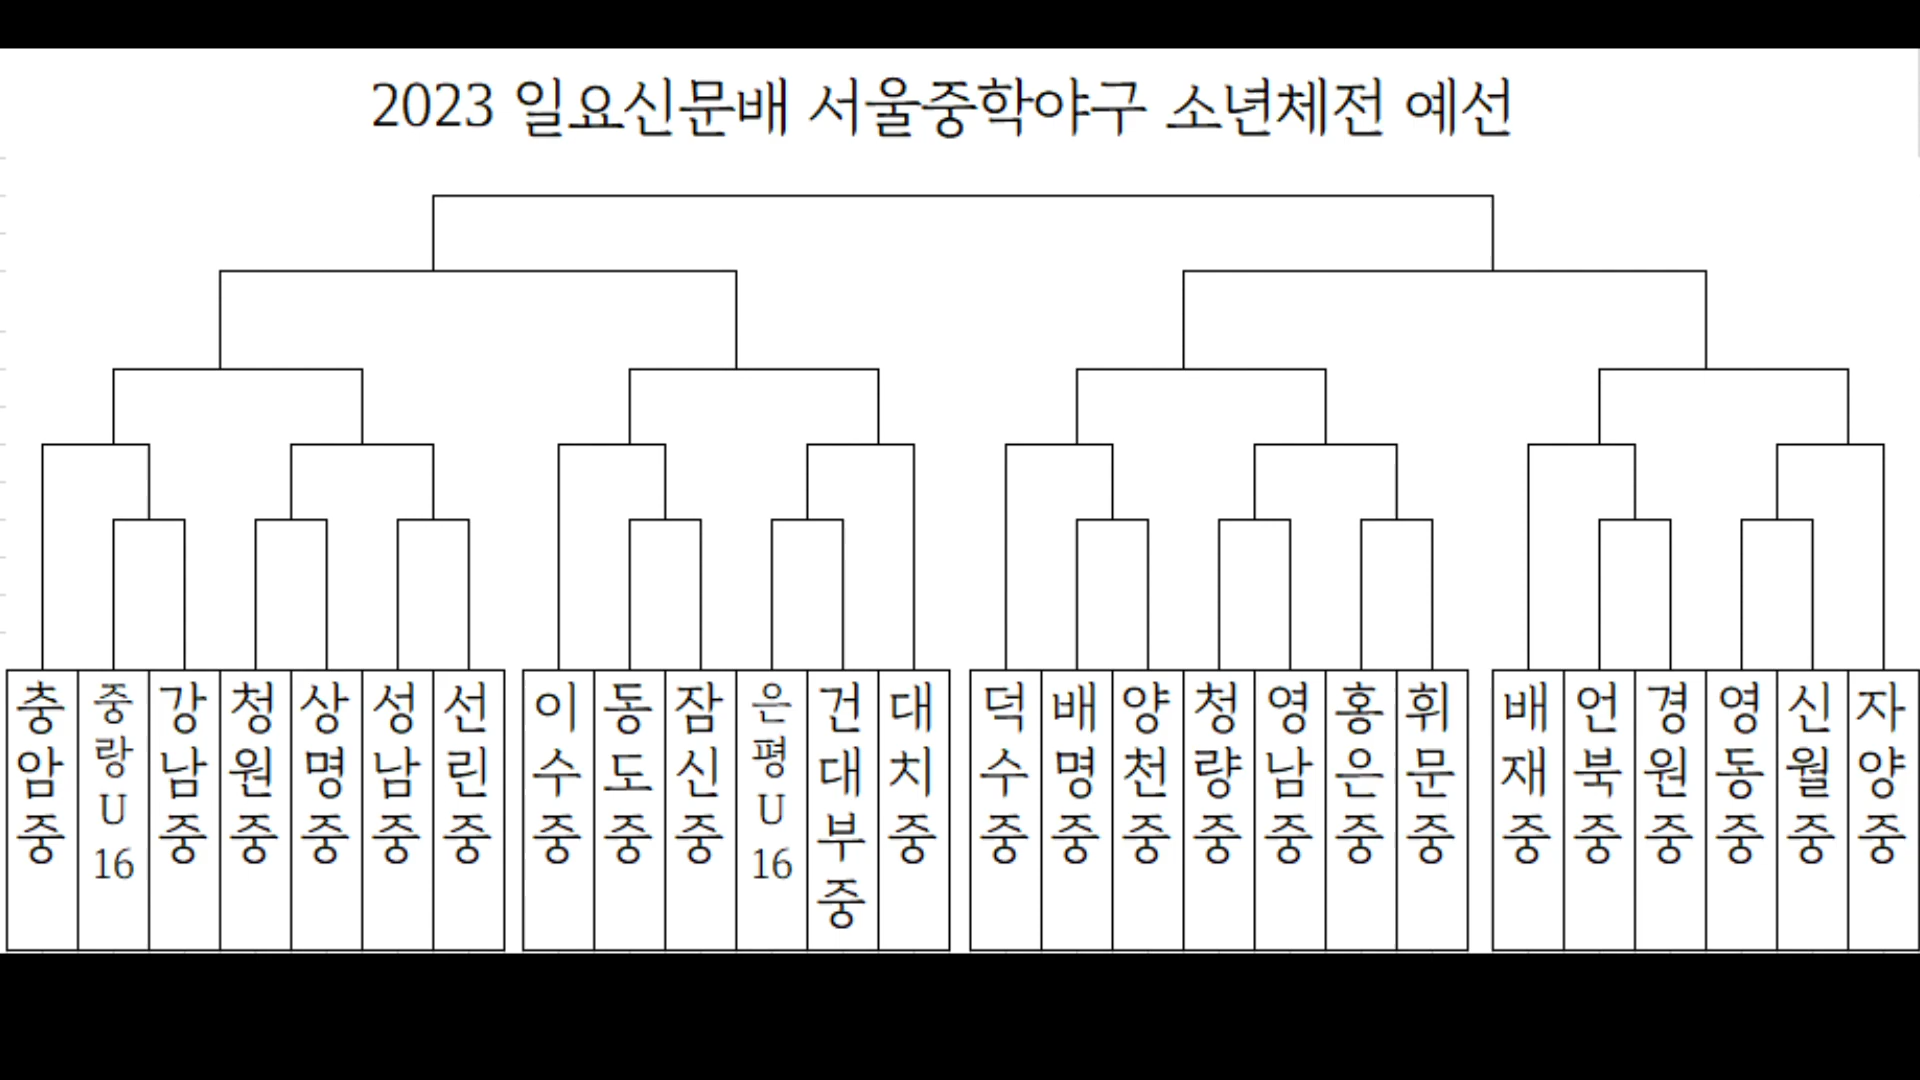 2023 일요신문배 서울중학야구 소년체전 예선
충암중
중랑U16
강남중
청원중
상명중
성남중
선린중
이수중
동도중
잠신중
은평U16
건대부중
대치중
덕수중
배명중
양천중
청량중
영남중
홍은중
휘문중
배재중
언북중
경원중
영동중
신월중
자양중